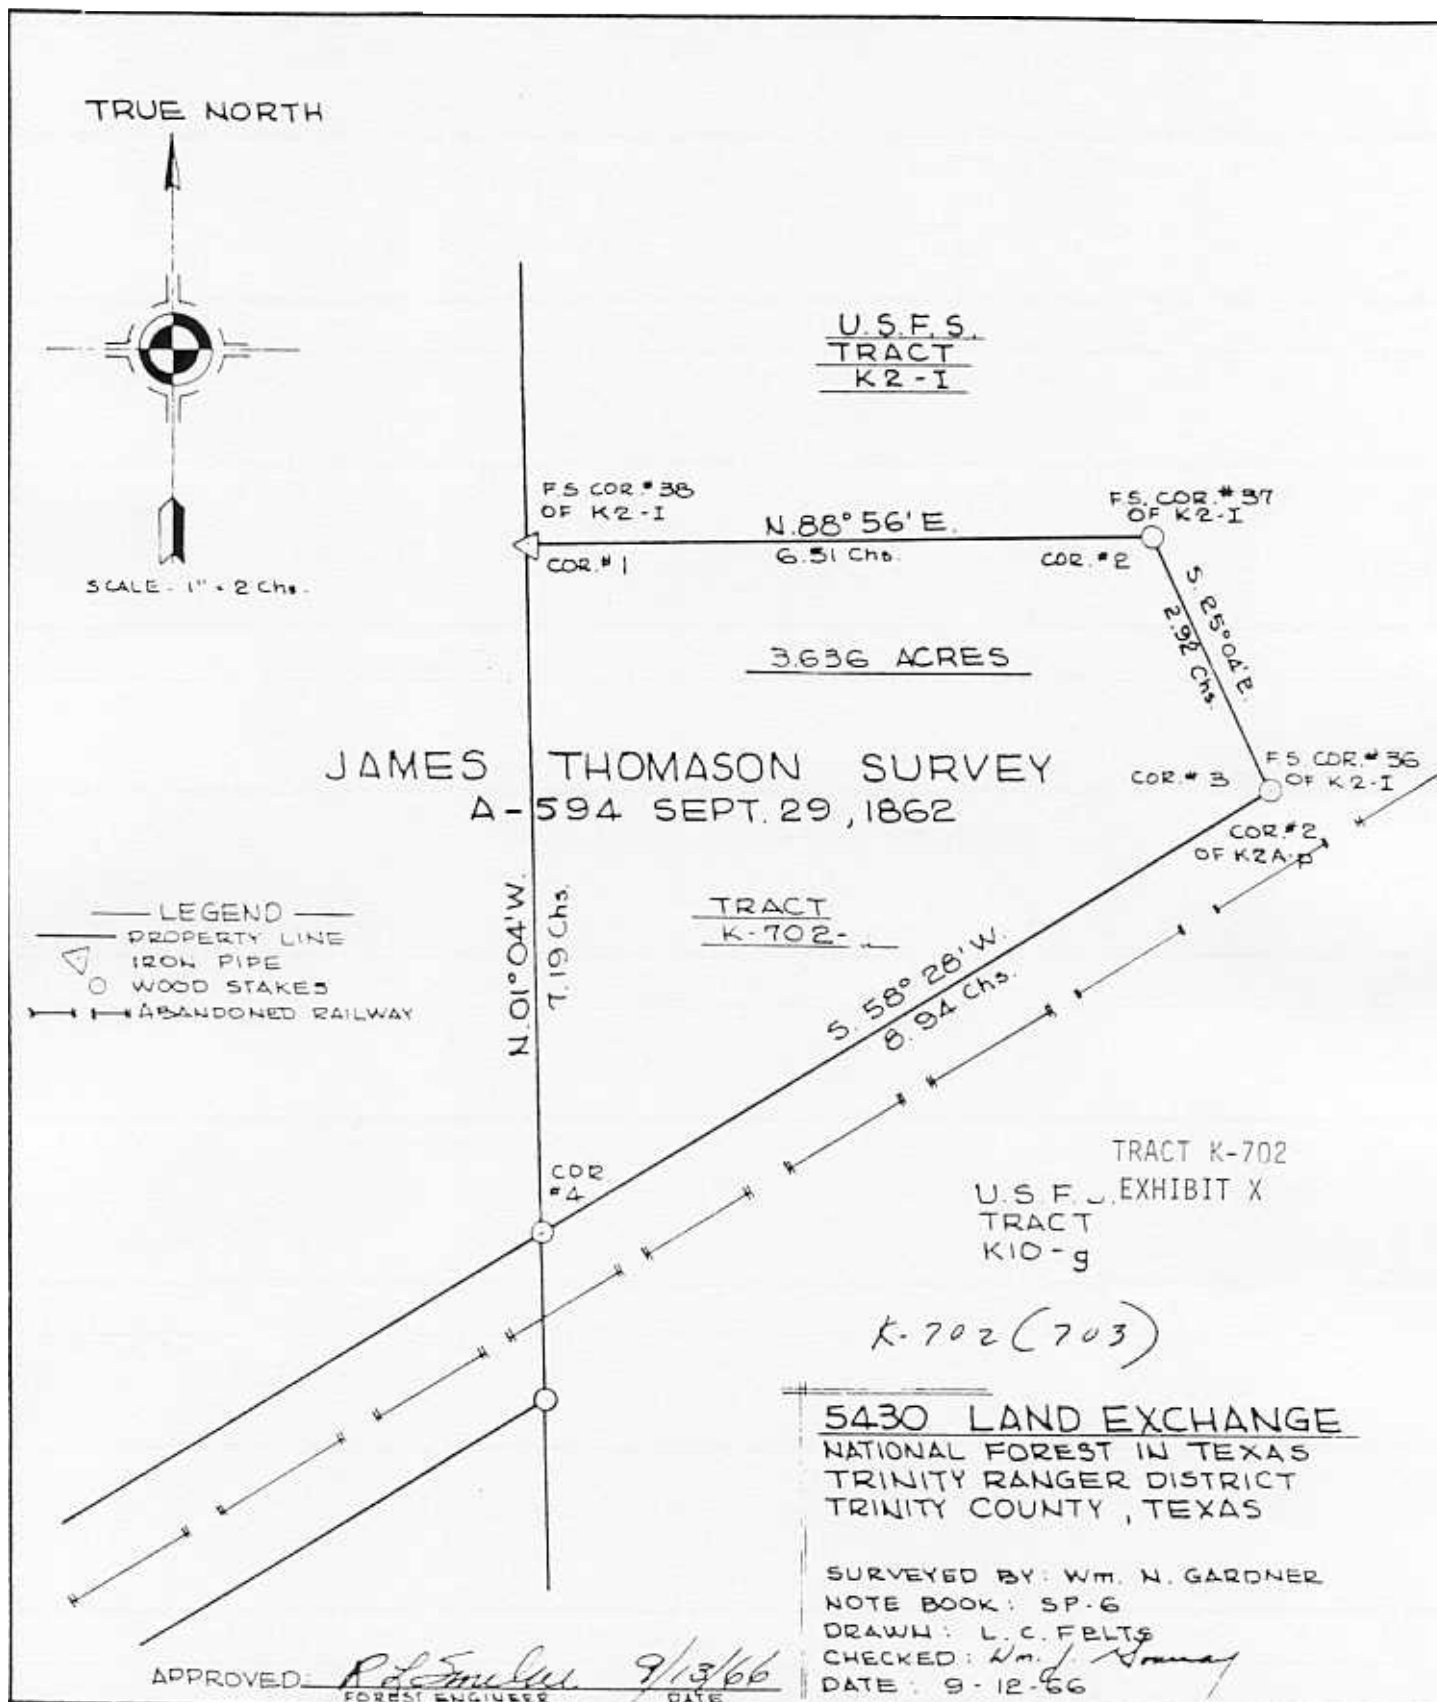 TRUE NORTH
SCALE - 1" = 2 Chs.
U.S.F.S.
TRACT
K2-I
F.S. COR. #38
OF K2-I
N.88°56'E.
6.51 Chs.
COR. #1
COR. #2
F.S. COR. #37
OF K2-I
S. 25°04'E.
2.92 Chs.
3.636 ACRES
JAMES THOMASON SURVEY
A-594 SEPT. 29, 1862
COR. #3
F.S. COR. #36
OF K2-I
COR. #2
OF K2A-p
LEGEND
PROPERTY LINE
IRON PIPE
WOOD STAKES
ABANDONED RAILWAY
N.01°04'W.
7.19 Chs.
TRACT
K-702-
S. 58°28'W.
8.94 Chs.
COR
#4
TRACT K-702
EXHIBIT X
U.S.F.
TRACT
K10-g
K-702 (703)
5430 LAND EXCHANGE
NATIONAL FOREST IN TEXAS
TRINITY RANGER DISTRICT
TRINITY COUNTY, TEXAS
SURVEYED BY: Wm. N. GARDNER
NOTE BOOK: SP-6
DRAWN: L.C. FELTS
CHECKED: Wm. J.
DATE: 9-12-66
APPROVED: 9/13/66
FOREST ENGINEER DATE